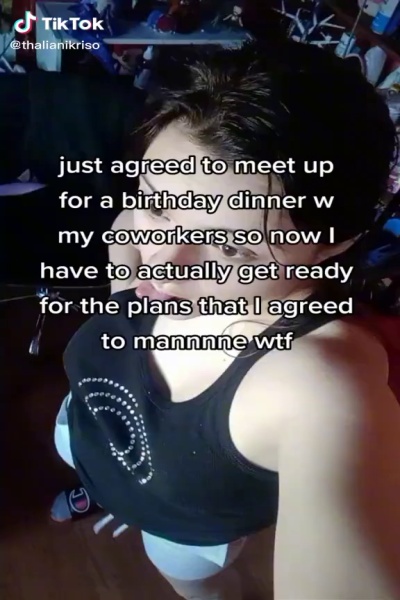 TikTok
@thalianikriso
just agreed to meet up
for a birthday dinner w
my coworkers so now I
have to actually get ready
for the plans that I agreed
to mannnne wtf